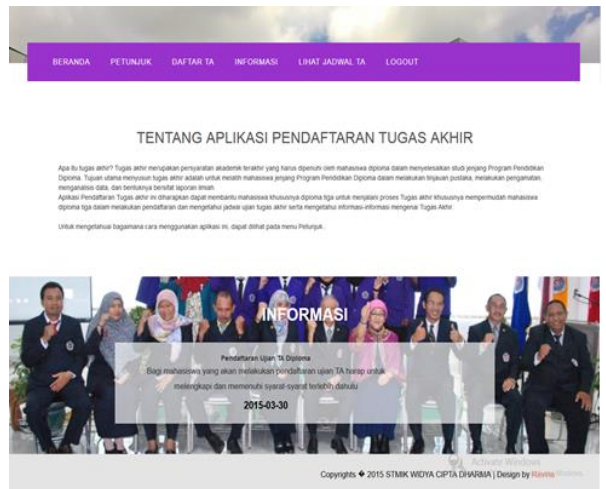 BERANDA PETUNJUK DAFTAR TA INFORMASI LIHAT JADWAL TA LOGOUT
TENTANG APLIKASI PENDAFTARAN TUGAS AKHIR
Apa itu tugas akhir? Tugas akhir merupakan persyaratan akademik terakhir yang harus dipenuhi oleh mahasiswa diploma dalam menyelesaikan studi jenjang Program Pendidikan
Diploma. Tujuan utama menyusun tugas akhir adalah untuk melatih mahasiswa jenjang Program Pendidikan Diploma dalam melakukan tinjauan pustaka, melakukan pengamatan,
menganalisis data, dan bentuknya bersifat laporan ilmiah
Aplikasi Pendaftaran Tugas akhir ini diharapkan dapat membantu mahasiswa khususnya diploma tiga untuk menjalani proses Tugas akhir khususnya mempermudah mahasiswa
diploma tiga dalam melakukan pendaftaran dan mengetahui jadwal ujian tugas akhir serta mengetahui informasi-informasi mengenai Tugas Akhir.
Untuk mengetahuai bagaimana cara menggunakan aplikasi ini, dapat dilihat pada menu Petunjuk.
INFORMASI
Pendaftaran Ujian TA Diploma
Bagi mahasiswa yang akan melakukan pendaftaran ujian TA harap untuk
melengkapi dan memenuhi syarat-syarat terlebih dahulu
2015-03-30
Activate Windows
Copyrights � 2015 STMIK WIDYA CIPTA DHARMA | Design by